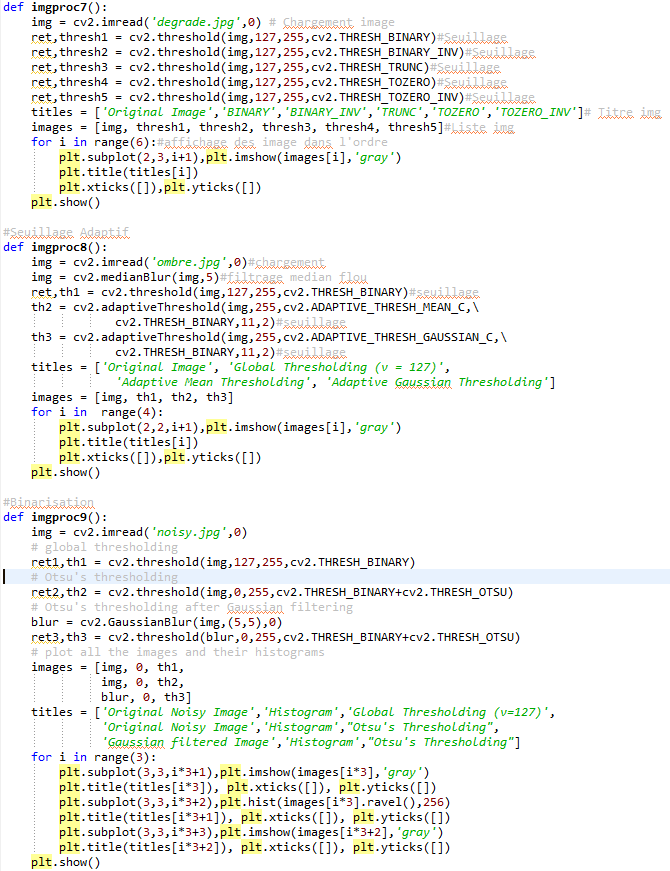 def imgproc7():
    img = cv2.imread('degrade.jpg',0) # Chargement image
    ret,thresh1 = cv2.threshold(img,127,255,cv2.THRESH_BINARY)#Seuillage
    ret,thresh2 = cv2.threshold(img,127,255,cv2.THRESH_BINARY_INV)#Seuillage
    ret,thresh3 = cv2.threshold(img,127,255,cv2.THRESH_TRUNC)#Seuillage
    ret,thresh4 = cv2.threshold(img,127,255,cv2.THRESH_TOZERO)#Seuillage
    ret,thresh5 = cv2.threshold(img,127,255,cv2.THRESH_TOZERO_INV)#Seuillage
    titles = ['Original Image','BINARY','BINARY_INV','TRUNC','TOZERO','TOZERO_INV']# Titre img
    images = [img, thresh1, thresh2, thresh3, thresh4, thresh5]#Liste img
    for i in range(6):#affichage des image dans l'ordre
        plt.subplot(2,3,i+1),plt.imshow(images[i],'gray')
        plt.title(titles[i])
        plt.xticks([]),plt.yticks([])
    plt.show()
#Seuillage Adaptif
def imgproc8():
    img = cv2.imread('ombre.jpg',0)#chargement
    img = cv2.medianBlur(img,5)#filtrage median flou
    ret,th1 = cv2.threshold(img,127,255,cv2.THRESH_BINARY)#seuillage
    th2 = cv2.adaptiveThreshold(img,255,cv2.ADAPTIVE_THRESH_MEAN_C,\
                cv2.THRESH_BINARY,11,2)#seuillage
    th3 = cv2.adaptiveThreshold(img,255,cv2.ADAPTIVE_THRESH_GAUSSIAN_C,\
                cv2.THRESH_BINARY,11,2)#seuillage
    titles = ['Original Image', 'Global Thresholding (v = 127)',
                'Adaptive Mean Thresholding', 'Adaptive Gaussian Thresholding']
    images = [img, th1, th2, th3]
    for i in  range(4):
        plt.subplot(2,2,i+1),plt.imshow(images[i],'gray')
        plt.title(titles[i])
        plt.xticks([]),plt.yticks([])
    plt.show()
#Binarisation
def imgproc9():
    img = cv2.imread('noisy.jpg',0)
    # global thresholding
    ret1,th1 = cv2.threshold(img,127,255,cv2.THRESH_BINARY)
    # Otsu's thresholding
    ret2,th2 = cv2.threshold(img,0,255,cv2.THRESH_BINARY+cv2.THRESH_OTSU)
    # Otsu's thresholding after Gaussian filtering
    blur = cv2.GaussianBlur(img,(5,5),0)
    ret3,th3 = cv2.threshold(blur,0,255,cv2.THRESH_BINARY+cv2.THRESH_OTSU)
    # plot all the images and their histograms
    images = [img, 0, th1,
              img, 0, th2,
              blur, 0, th3]
    titles = ['Original Noisy Image','Histogram','Global Thresholding (v=127)',
              'Original Noisy Image','Histogram',"Otsu's Thresholding",
              'Gaussian filtered Image','Histogram',"Otsu's Thresholding"]
    for i in range(3):
        plt.subplot(3,3,i*3+1),plt.imshow(images[i*3],'gray')
        plt.title(titles[i*3]), plt.xticks([]), plt.yticks([])
        plt.subplot(3,3,i*3+2),plt.hist(images[i*3].ravel(),256)
        plt.title(titles[i*3+1]), plt.xticks([]), plt.yticks([])
        plt.subplot(3,3,i*3+3),plt.imshow(images[i*3+2],'gray')
        plt.title(titles[i*3+2]), plt.xticks([]), plt.yticks([])
    plt.show()